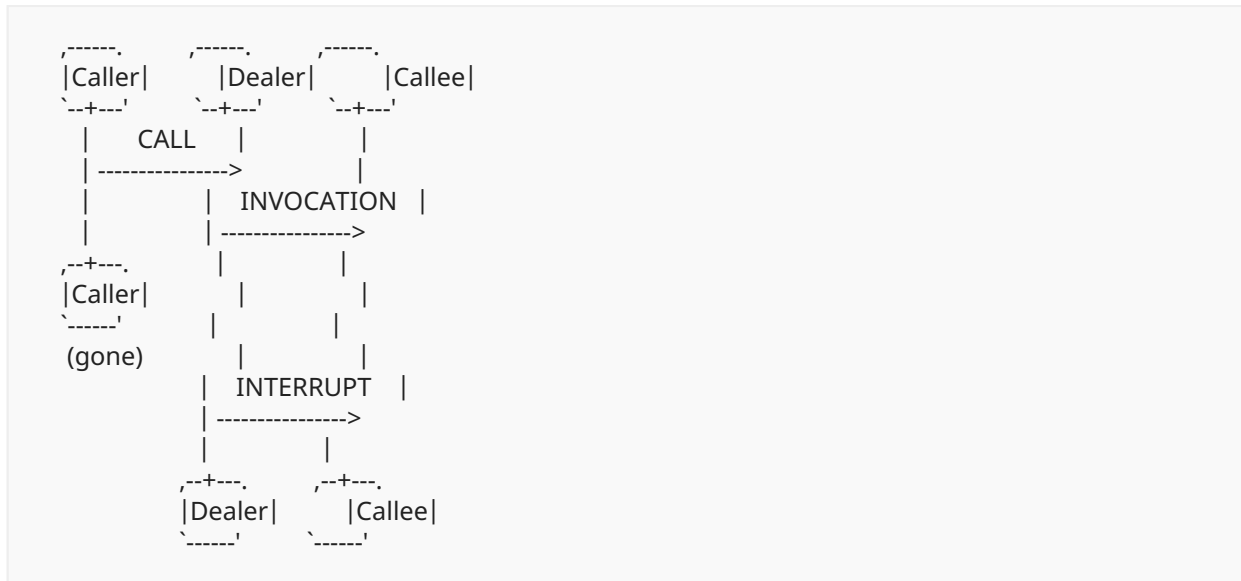 ,------.      ,------.      ,------.
|Caller|          |Dealer|          |Callee|
`--+---'      `--+---'      `--+---'
   |       CALL      |                 |
   | ---------------->                 |
   |                 |    INVOCATION   |
   |                 | ---------------->
,--+---.             |                 |
|Caller|             |                 |
`------'             |                 |
 (gone)              |                 |
                     |    INTERRUPT    |
                     | ---------------->
                     |                 |
                  ,--+---.          ,--+---.
                  |Dealer|          |Callee|
                  `------'          `------'